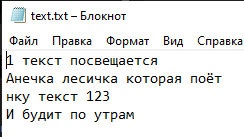 text.txt – Блокнот
Файл Правка Формат Вид Справка
1 текст посвещается
Анечка лесичка которая поёт
нку текст 123
И будит по утрам